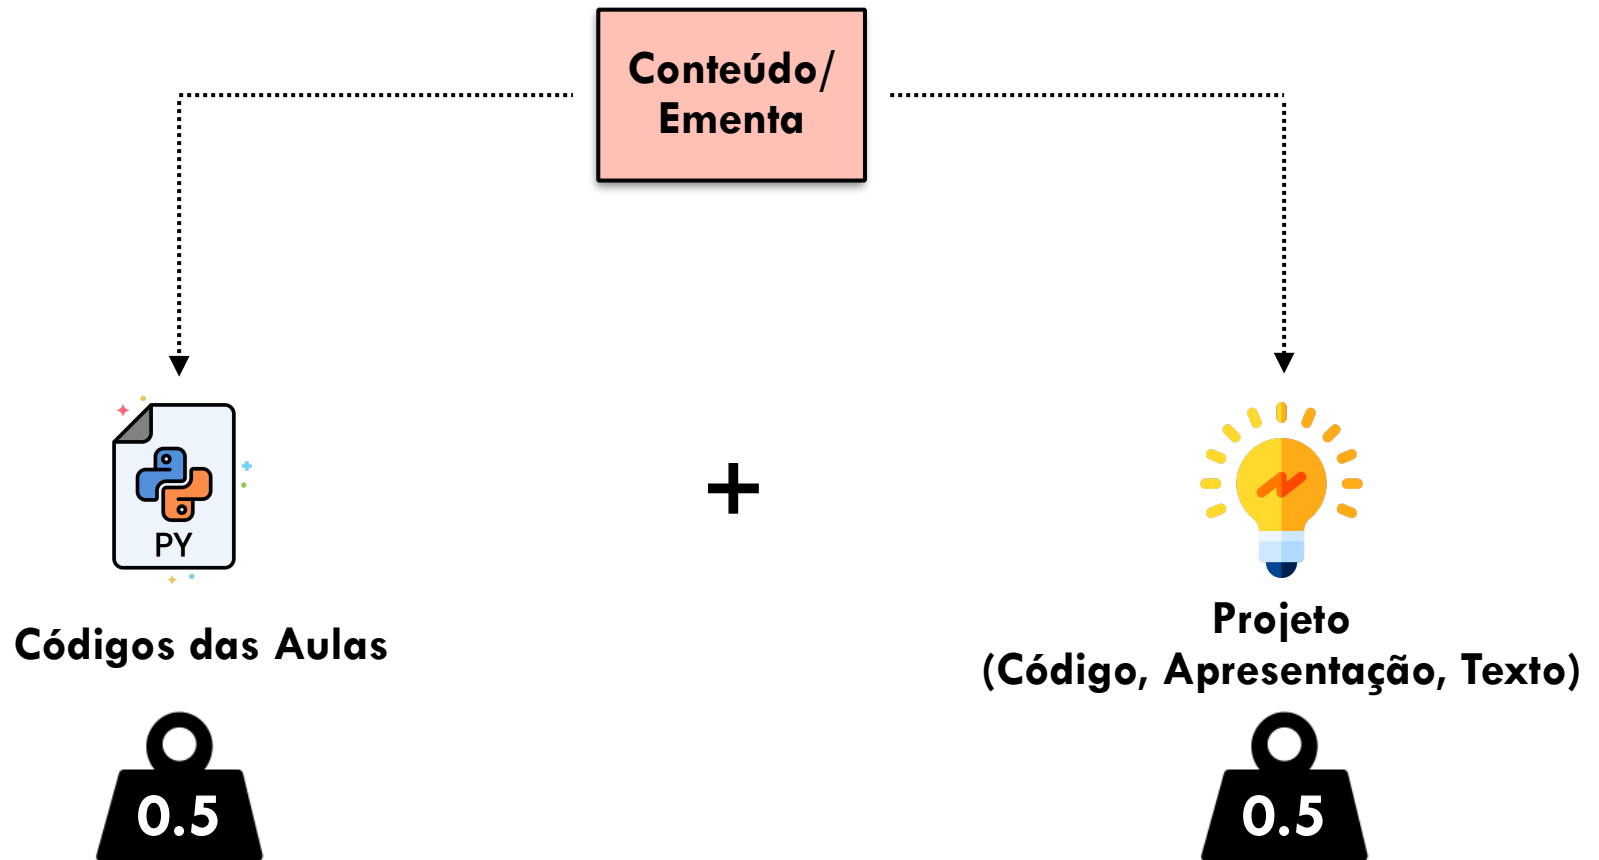 Conteúdo/
Ementa
PY
+
Códigos das Aulas
Projeto
(Código, Apresentação, Texto)
0.5
0.5